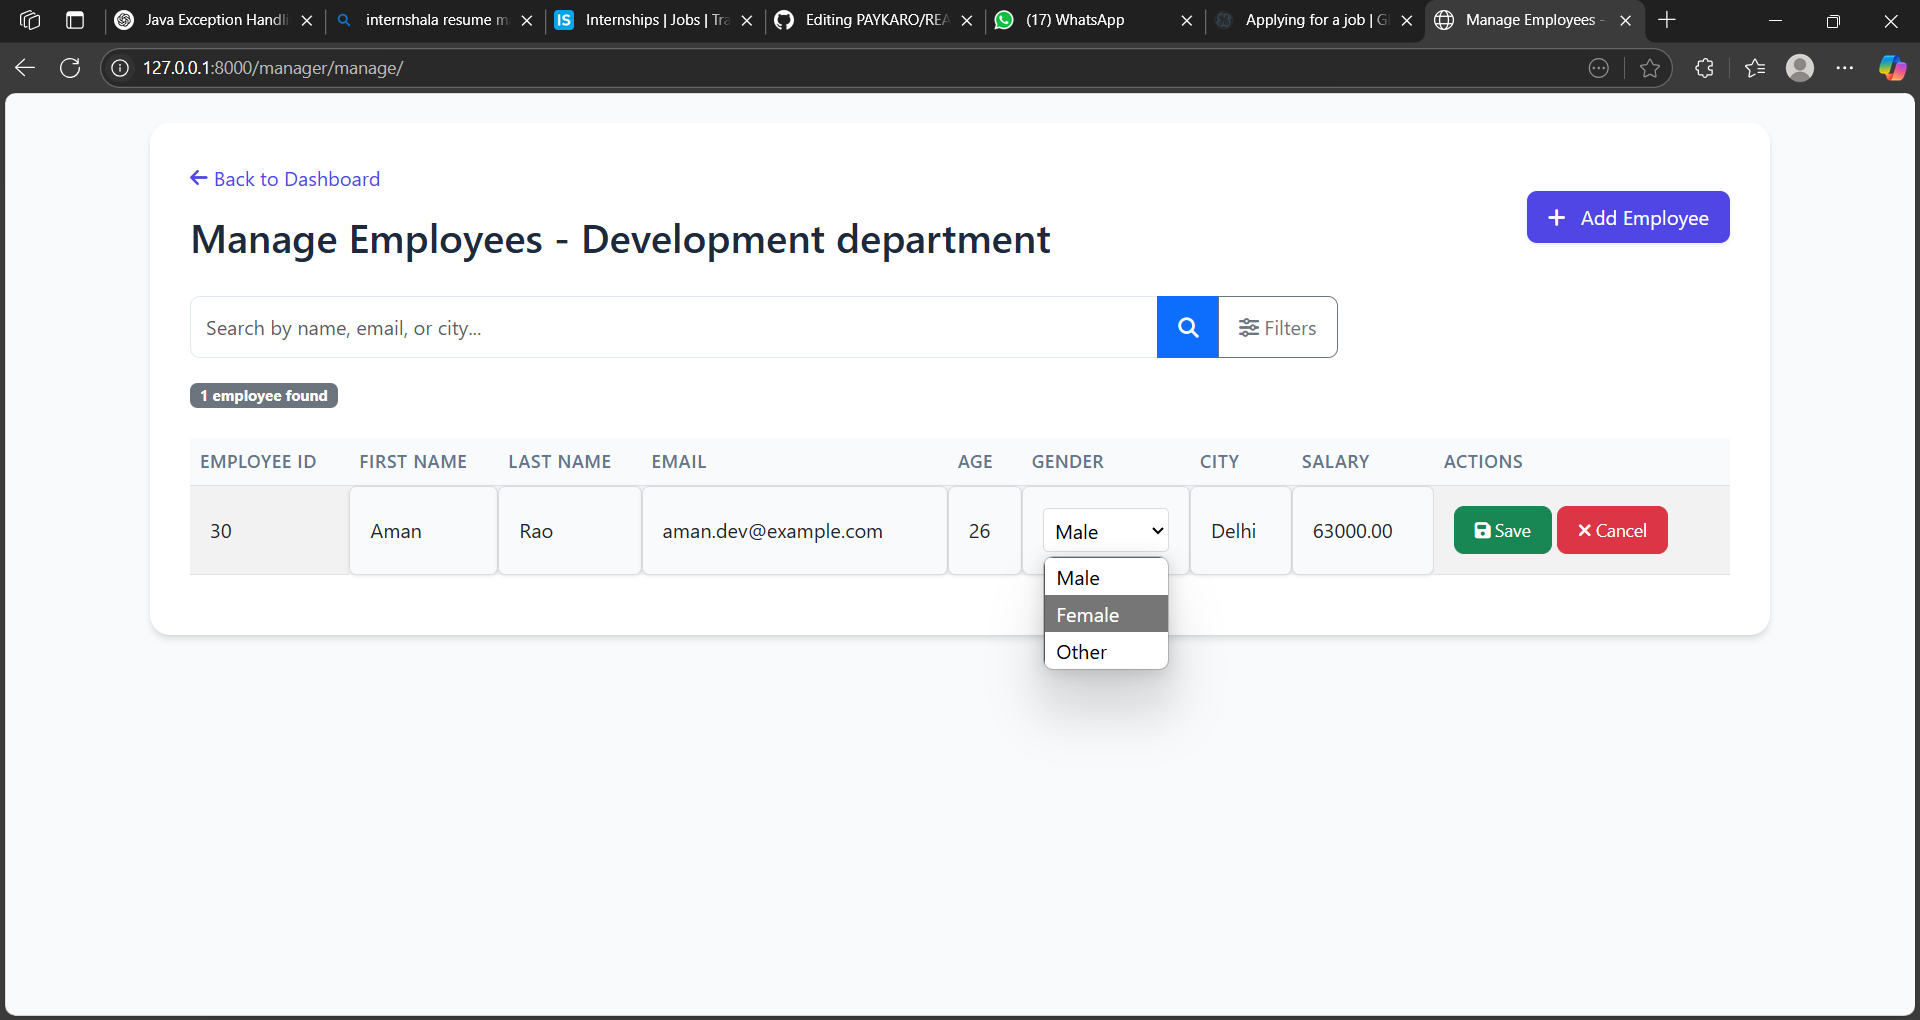 Java Exception Handli
internshala resume m
IS Internships | Jobs | Tra
Editing PAYKARO/REA
(17) WhatsApp
Applying for a job | G
Manage Employees -
127.0.0.1:8000/manager/manage/
Back to Dashboard
Add Employee
Manage Employees - Development department
Search by name, email, or city...
Filters
1 employee found
EMPLOYEE ID FIRST NAME LAST NAME EMAIL AGE GENDER CITY SALARY ACTIONS
30 Aman Rao aman.dev@example.com 26 Male Delhi 63000.00 Save Cancel
Male
Female
Other